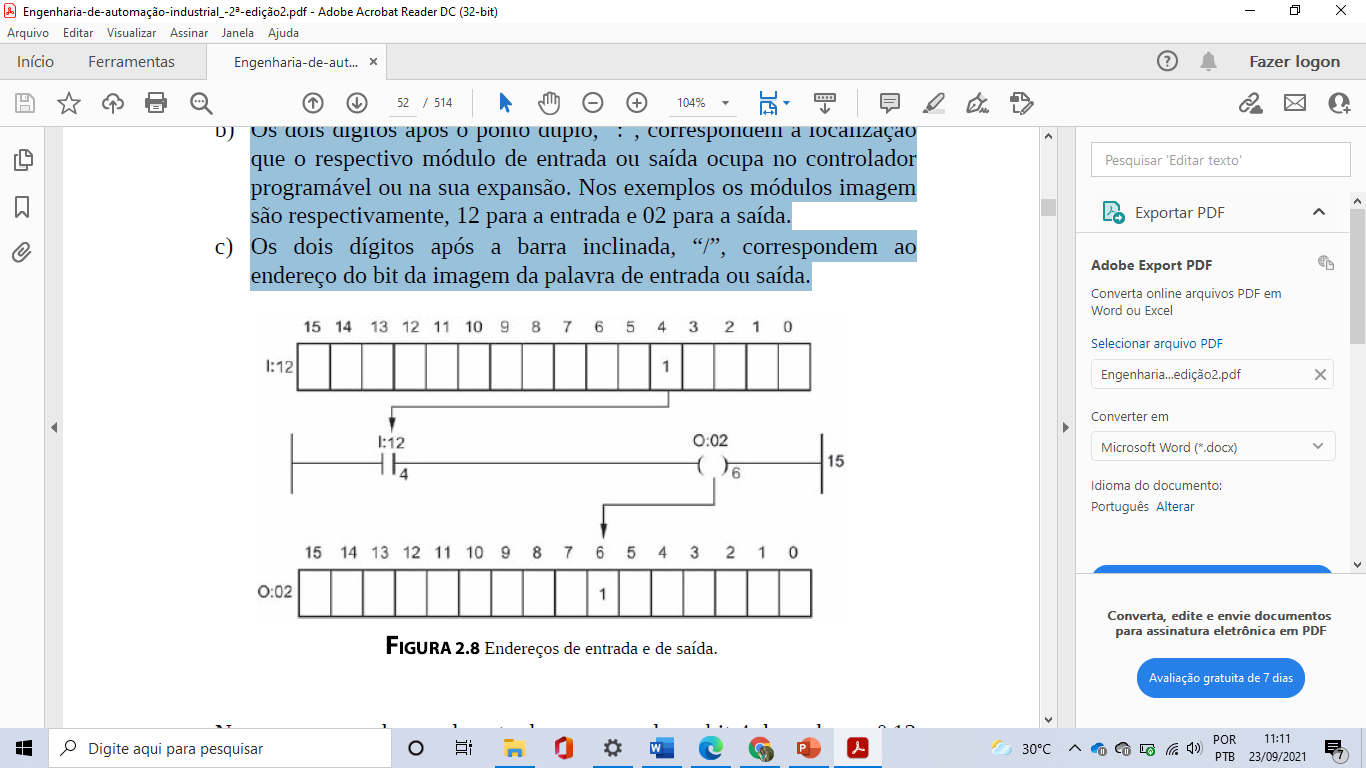 Engenharia-de-automação-industrial_-2ª-edição2.pdf - Adobe Acrobat Reader DC (32-bit)
Arquivo Editar Visualizar Assinar Janela Ajuda
Início Ferramentas Engenharia-de-aut... × Fazer logon
52 / 514 104%
b) Os dois dígitos após o ponto duplo, " : ", correspondem à localização
que o respectivo módulo de entrada ou saída ocupa no controlador
programável ou na sua expansão. Nos exemplos os módulos imagem
são respectivamente, 12 para a entrada e 02 para a saída.
c) Os dois dígitos após a barra inclinada, “/”, correspondem ao
endereço do bit da imagem da palavra de entrada ou saída.
15 14 13 12 11 10 9 8 7 6 5 4 3 2 1 0
I:12 1
I:12 O:02
4 6 15
15 14 13 12 11 10 9 8 7 6 5 4 3 2 1 0
O:02 1
FIGURA 2.8 Endereços de entrada e de saída.
Pesquisar 'Editar texto'
Exportar PDF
Adobe Export PDF
Converta online arquivos PDF em
Word ou Excel
Selecionar arquivo PDF
Engenharia...edição2.pdf
Converter em
Microsoft Word (*.docx)
Idioma do documento:
Português Alterar
Converta, edite e envie documentos
para assinatura eletrônica em PDF
Avaliação gratuita de 7 dias
Digite aqui para pesquisar
30°C
POR
PTB
11:11
23/09/2021
7